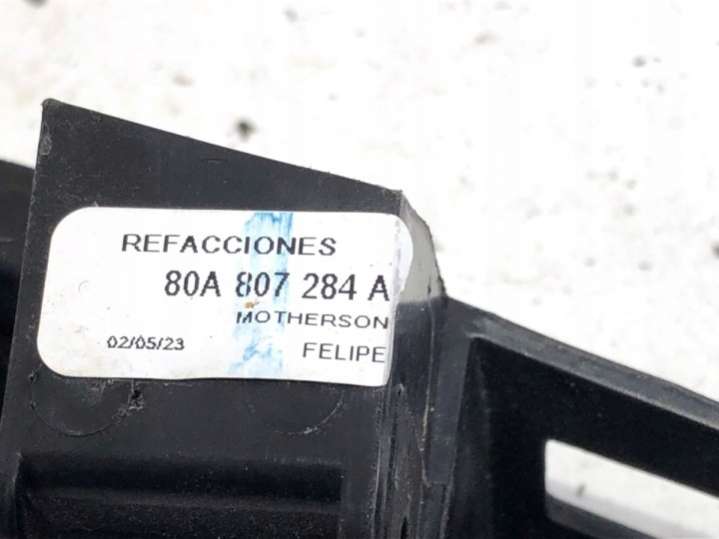 REFACCIONES
80A 807 284 A
MOTHERSON
02/05/23 FELIPE